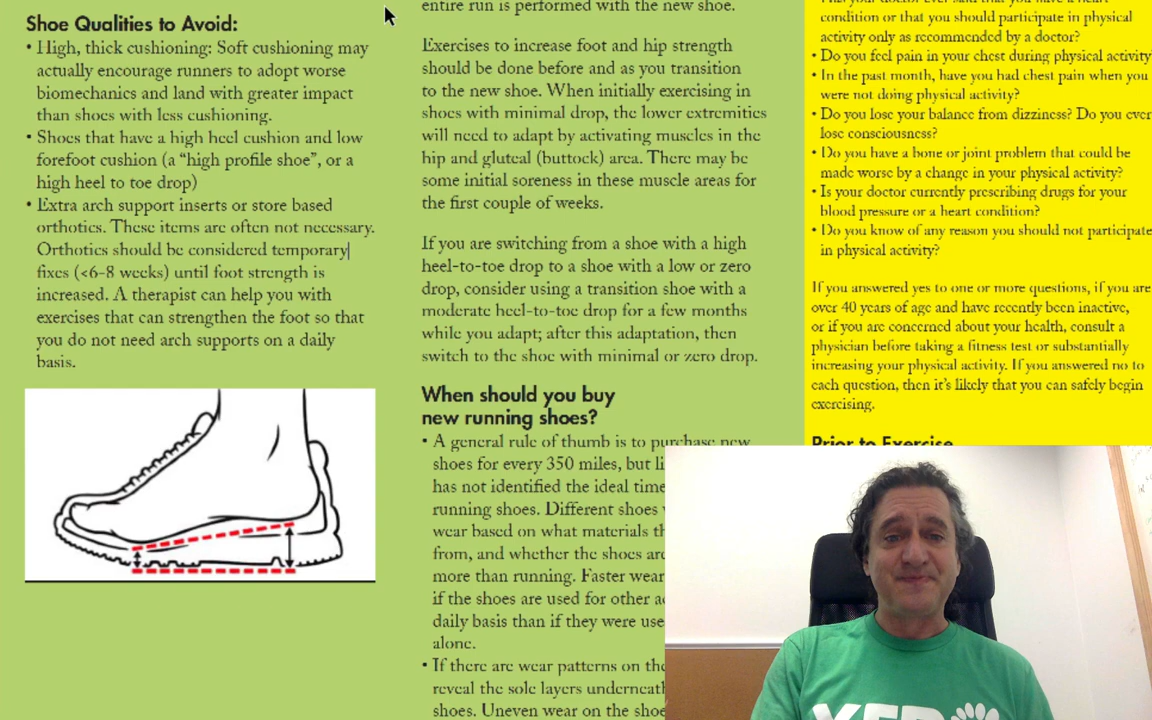 Shoe Qualities to Avoid:
• High, thick cushioning: Soft cushioning may
actually encourage runners to adopt worse
biomechanics and land with greater impact
than shoes with less cushioning.
• Shoes that have a high heel cushion and low
forefoot cushion (a “high profile shoe”, or a
high heel to toe drop)
• Extra arch support inserts or store based
orthotics. These items are often not necessary.
Orthotics should be considered temporary
fixes (<6-8 weeks) until foot strength is
increased. A therapist can help you with
exercises that can strengthen the foot so that
you do not need arch supports on a daily
basis.
entire run is performed with the new shoe.
Exercises to increase foot and hip strength
should be done before and as you transition
to the new shoe. When initially exercising in
shoes with minimal drop, the lower extremities
will need to adapt by activating muscles in the
hip and gluteal (buttock) area. There may be
some initial soreness in these muscle areas for
the first couple of weeks.
If you are switching from a shoe with a high
heel-to-toe drop to a shoe with a low or zero
drop, consider using a transition shoe with a
moderate heel-to-toe drop for a few months
while you adapt; after this adaptation, then
switch to the shoe with minimal or zero drop.
When should you buy
new running shoes?
• A general rule of thumb is to purchase new
shoes for every 350 miles, but
has not identified the ideal time
running shoes. Different shoes
wear based on what materials
from, and whether the shoes
more than running. Faster wear
if the shoes are used for other
daily basis than if they were
alone.
• If there are wear patterns on the
reveal the sole layers underneath
shoes. Uneven wear on the
condition or that you should participate in physical
activity only as recommended by a doctor?
• Do you feel pain in your chest during physical activity
• In the past month, have you had chest pain when you
were not doing physical activity?
• Do you lose your balance from dizziness? Do you ever
lose consciousness?
• Do you have a bone or joint problem that could be
made worse by a change in your physical activity?
• Is your doctor currently prescribing drugs for your
blood pressure or a heart condition?
• Do you know of any reason you should not participate
in physical activity?
If you answered yes to one or more questions, if you are
over 40 years of age and have recently been inactive,
or if you are concerned about your health, consult a
physician before taking a fitness test or substantially
increasing your physical activity. If you answered no to
each question, then it’s likely that you can safely begin
exercising.
Prior to Exercise